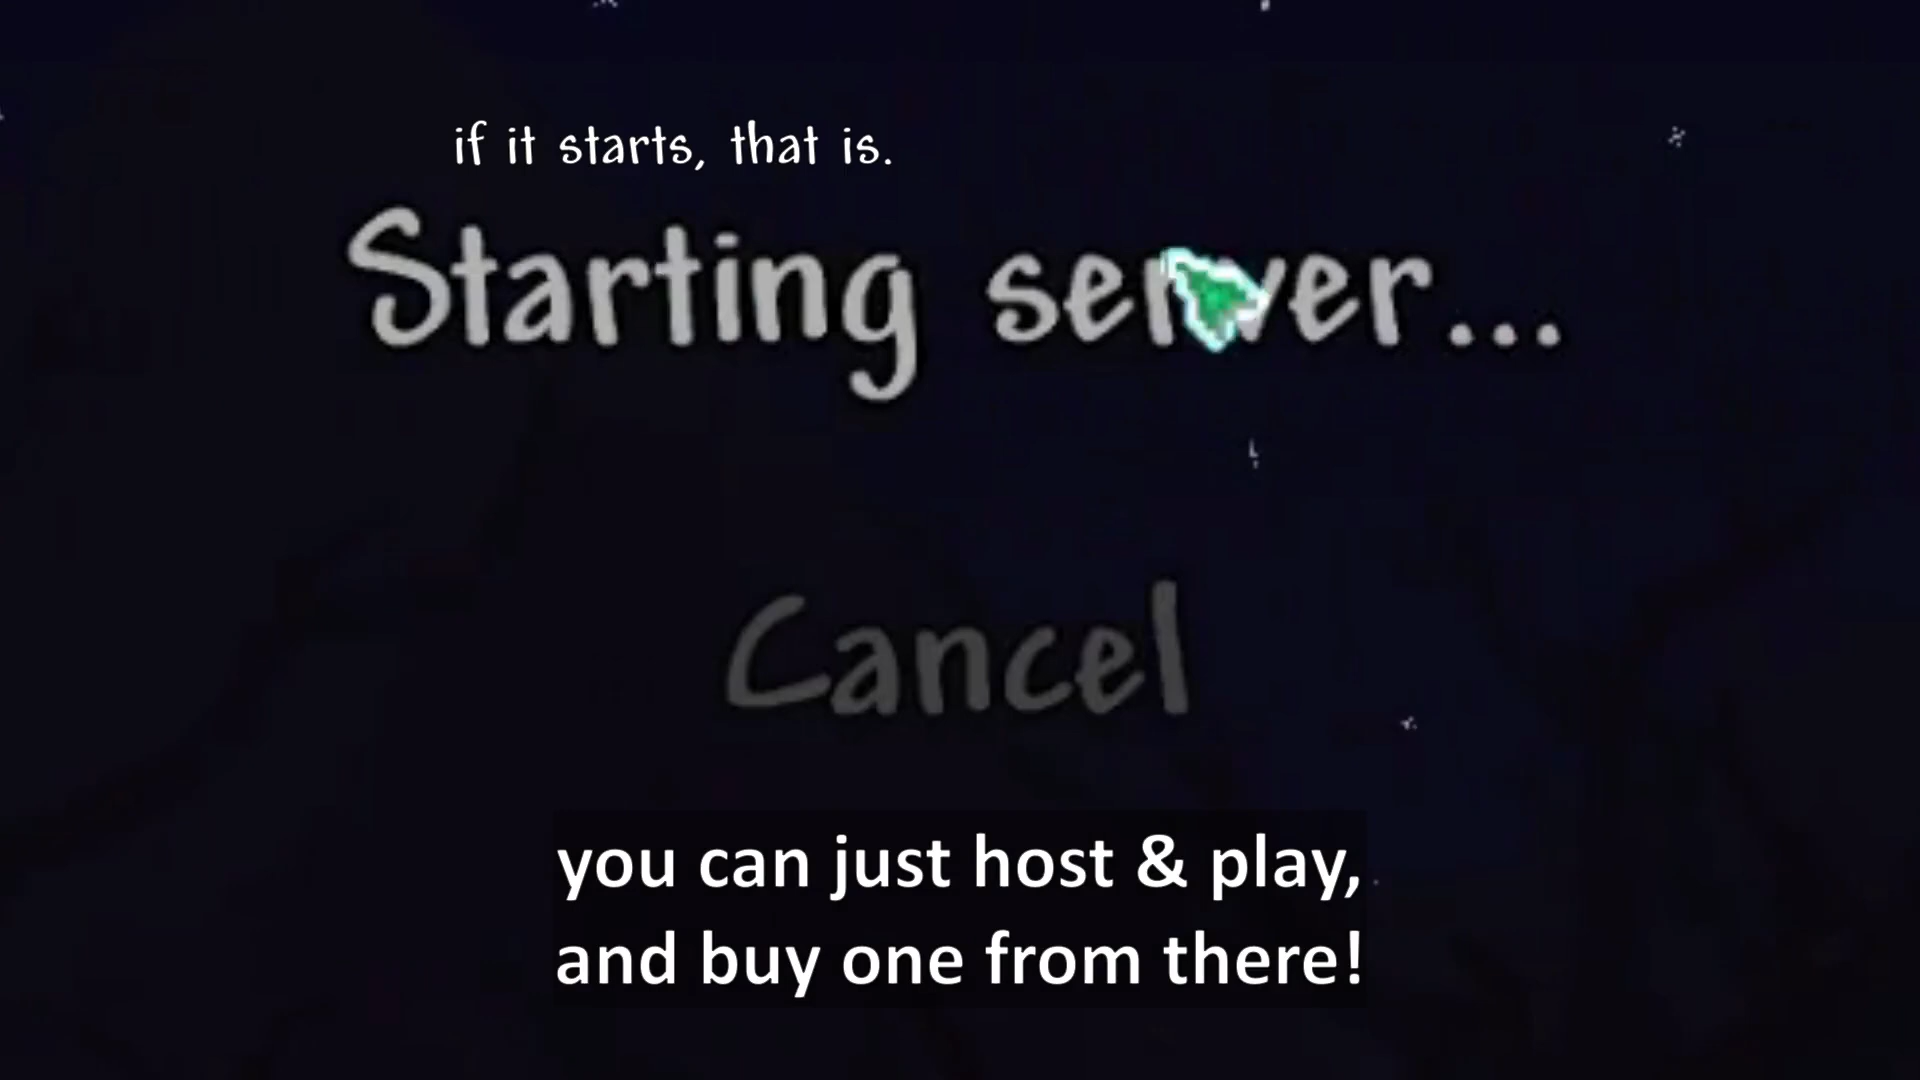 if it starts, that is.
Starting server...
Cancel
you can just host & play,
and buy one from there!